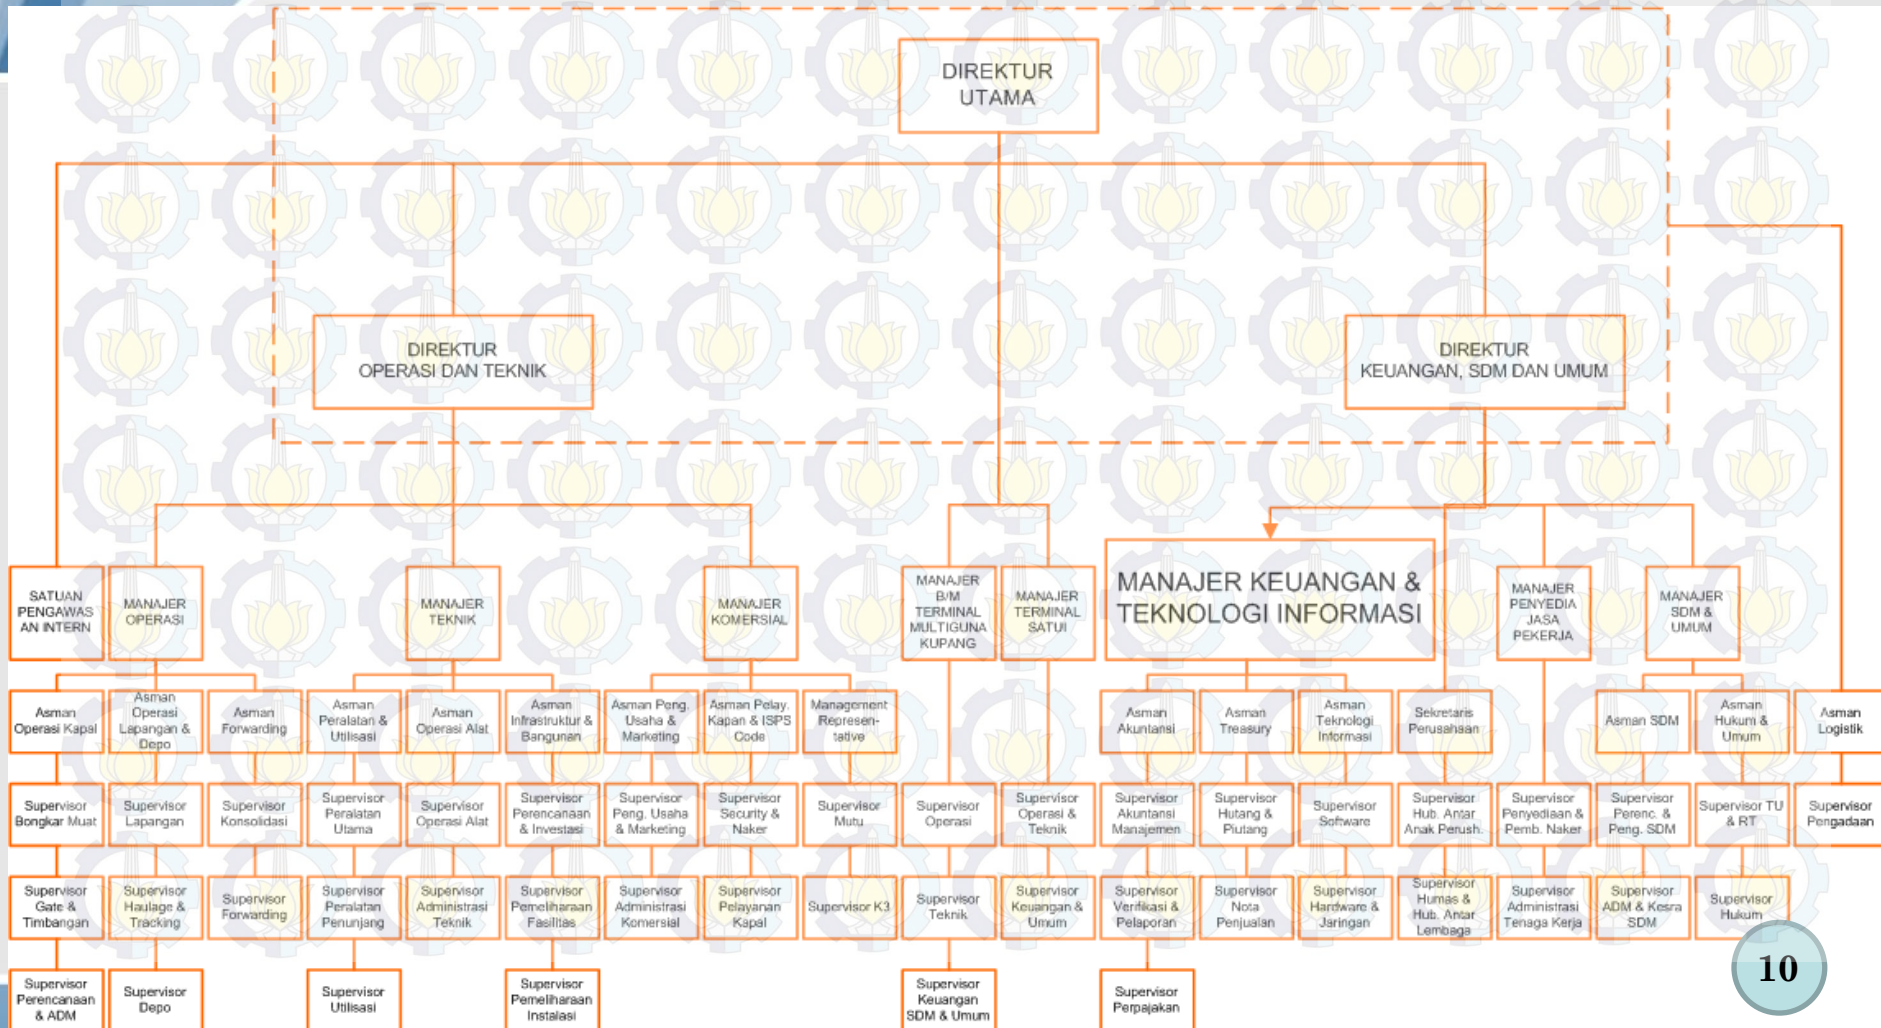 DIREKTUR
UTAMA
DIREKTUR
OPERASI DAN TEKNIK
DIREKTUR
KEUANGAN, SDM DAN UMUM
SATUAN
PENGAWAS
AN INTERN
MANAJER
OPERASI
MANAJER
TEKNIK
MANAJER
KOMERSIAL
MANAJER
B/M
TERMINAL
MULTIGUNA
KUPANG
MANAJER
TERMINAL
SATUI
MANAJER KEUANGAN &
TEKNOLOGI INFORMASI
MANAJER
PENYEDIA
JASA
PEKERJA
MANAJER
SDM &
UMUM
Asman
Operasi Kapal
Asman
Operasi
Lapangan &
Depo
Asman
Forwarding
Asman
Peralatan &
Utilisasi
Asman
Operasi Alat
Asman
Infrastruktur &
Bangunan
Asman Peng.
Usaha &
Marketing
Asman Pelay.
Kapan & ISPS
Code
Management
Represen-
tative
Asman
Akuntansi
Asman
Treasury
Asman
Teknologi
Informasi
Sekretaris
Perusahaan
Asman SDM
Asman
Hukum &
Umum
Asman
Logistik
Supervisor
Bongkar Muat
Supervisor
Lapangan
Supervisor
Konsolidasi
Supervisor
Peralatan
Utama
Supervisor
Operasi Alat
Supervisor
Perencanaan
& Investasi
Supervisor
Peng. Usaha
& Marketing
Supervisor
Security &
Naker
Supervisor
Mutu
Supervisor
Operasi
Supervisor
Operasi &
Teknik
Supervisor
Akuntansi
Manajemen
Supervisor
Hutang &
Piutang
Supervisor
Software
Supervisor
Hub. Antar
Anak Perush.
Supervisor
Penyediaan &
Pemb. Naker
Supervisor
Perenc. &
Peng. SDM
Supervisor TU
& RT
Supervisor
Pengadaan
Supervisor
Gate &
Timbangan
Supervisor
Haulage &
Tracking
Supervisor
Forwarding
Supervisor
Peralatan
Penunjang
Supervisor
Administrasi
Teknik
Supervisor
Pemeliharaan
Fasilitas
Supervisor
Administrasi
Komersial
Supervisor
Pelayanan
Kapal
Supervisor K3
Supervisor
Teknik
Supervisor
Keuangan &
Umum
Supervisor
Verifikasi &
Pelaporan
Supervisor
Nota
Penjualan
Supervisor
Hardware &
Jaringan
Supervisor
Humas &
Hub. Antar
Lembaga
Supervisor
Administrasi
Tenaga Kerja
Supervisor
ADM & Kesra
SDM
Supervisor
Hukum
Supervisor
Perencanaan
& ADM
Supervisor
Depo
Supervisor
Utilisasi
Supervisor
Pemeliharaan
Instalasi
Supervisor
Keuangan
SDM & Umum
Supervisor
Perpajakan
10